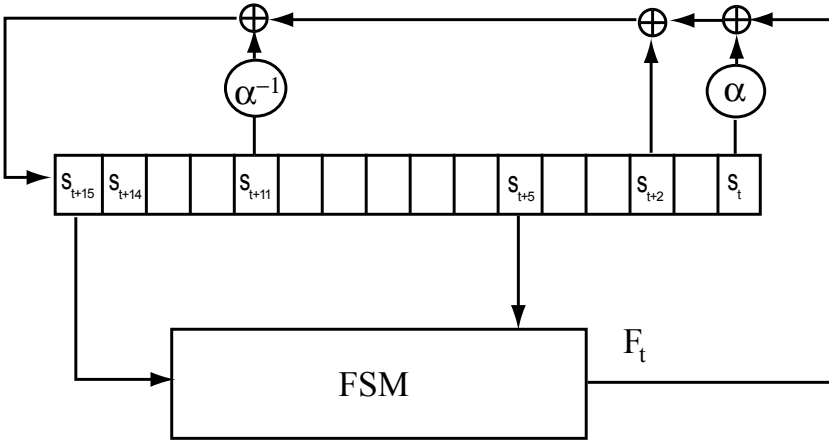 α⁻¹
α
s_{t+15} s_{t+14} s_{t+11} s_{t+5} s_{t+2} s_t
F_t
FSM